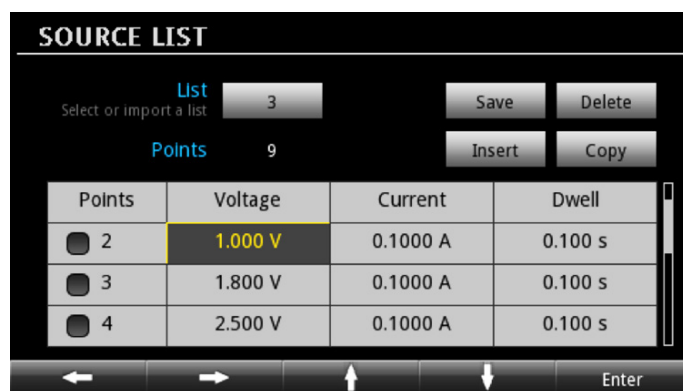 SOURCE LIST
List
Select or import a list
3
Save
Delete
Points
9
Insert
Copy
Points Voltage Current Dwell
2 1.000 V 0.1000 A 0.100 s
3 1.800 V 0.1000 A 0.100 s
4 2.500 V 0.1000 A 0.100 s
Enter